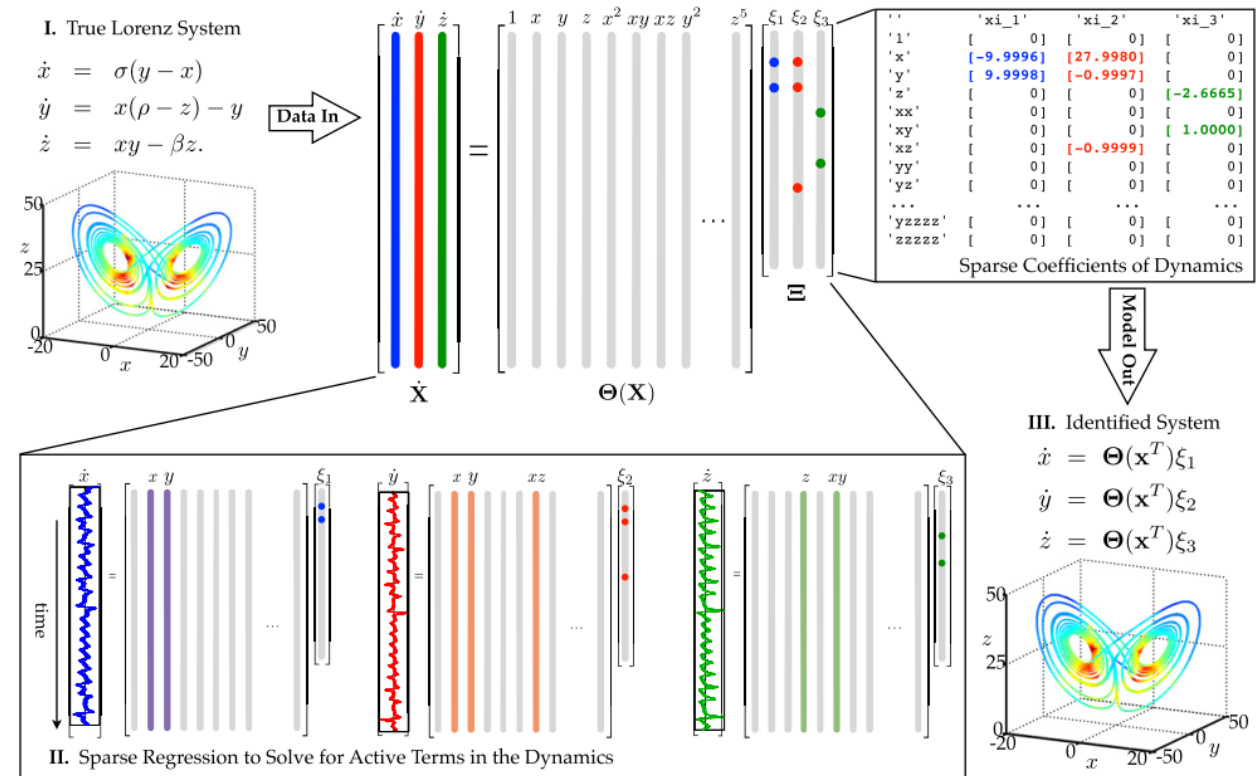 I. True Lorenz System
ẋ = σ(y − x)
ẏ = x(ρ − z) − y
ż = xy − βz.
Data In
z
50
25
0
-20
0
x
20
-50
0
y
50
ẋ ẏ ż
Ẋ
=
1 x y z x² xy xz y² z⁵
...
Θ(X)
ξ₁ ξ₂ ξ₃
Ξ
'' 'xi_1' 'xi_2' 'xi_3'
'1' [ 0] [ 0] [ 0]
'x' [-9.9996] [27.9980] [ 0]
'y' [ 9.9998] [-0.9997] [ 0]
'z' [ 0] [ 0] [-2.6665]
'xx' [ 0] [ 0] [ 0]
'xy' [ 0] [ 0] [ 1.0000]
'xz' [ 0] [-0.9999] [ 0]
'yy' [ 0] [ 0] [ 0]
'yz' [ 0] [ 0] [ 0]
... ... ... ...
'yzzzz' [ 0] [ 0] [ 0]
'zzzzz' [ 0] [ 0] [ 0]
Sparse Coefficients of Dynamics
Model Out
time
ẋ = x y ... ξ₁
ẏ = x y xz ... ξ₂
ż = z xy ... ξ₃
II. Sparse Regression to Solve for Active Terms in the Dynamics
III. Identified System
ẋ = Θ(xᵀ)ξ₁
ẏ = Θ(xᵀ)ξ₂
ż = Θ(xᵀ)ξ₃
z
50
25
0
-20
0
x
20
-50
0
y
50